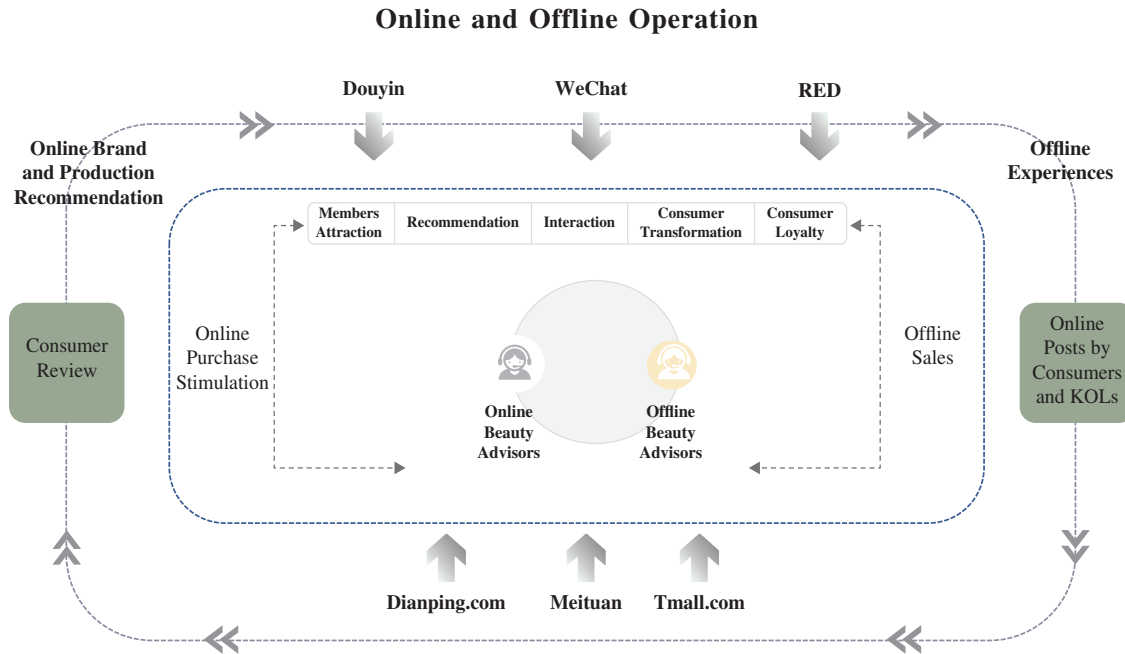 Online and Offline Operation
Douyin
WeChat
RED
Online Brand
and Production
Recommendation
Offline
Experiences
Members
Attraction
Recommendation
Interaction
Consumer
Transformation
Consumer
Loyalty
Consumer
Review
Online
Purchase
Stimulation
Offline
Sales
Online
Posts by
Consumers
and KOLs
Online
Beauty
Advisors
Offline
Beauty
Advisors
Dianping.com
Meituan
Tmall.com